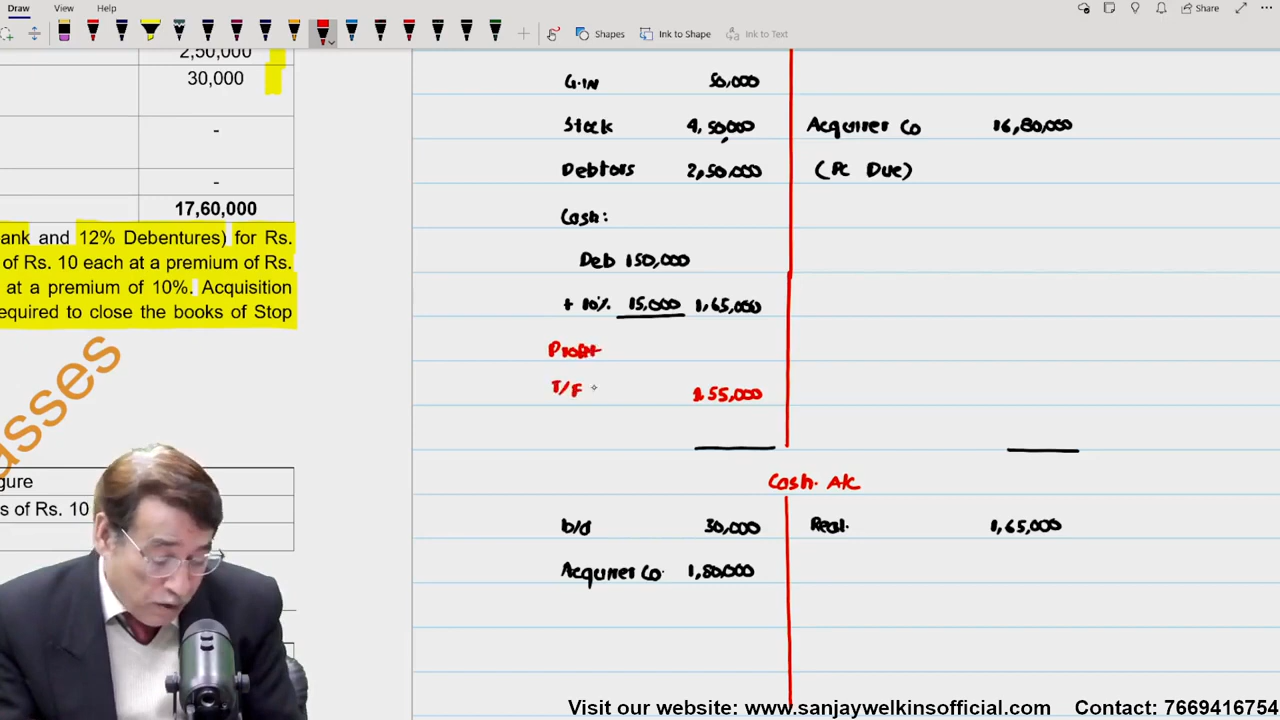 Draw View Help
Share
Shapes Ink to Shape Ink to Text
2,50,000
30,000
-
-
17,60,000
ank and 12% Debentures) for Rs.
of Rs. 10 each at a premium of Rs.
at a premium of 10%. Acquisition
equired to close the books of Stop
asses
gure
s of Rs. 10
G.W 50,000
Stock 4,50,000
Debtors 2,50,000
Cash:
Deb 150,000
+ 10% 15,000 1,65,000
Profit
T/F 255,000
Acquirer Co 16,80,000
(PC Due)
Cash A/C
b/d 30,000
Acquirer Co. 1,80,000
Real. 1,65,000
Visit our website: www.sanjaywelkinsofficial.com Contact: 7669416754